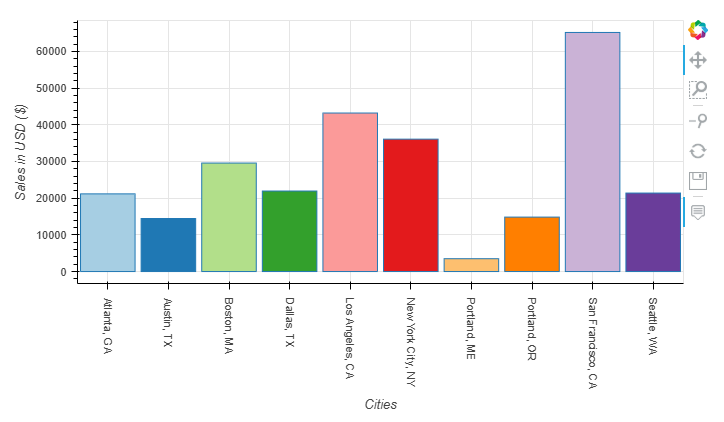 Sales in USD ($)
60000
50000
40000
30000
20000
10000
0
Atlanta, GA
Austin, TX
Boston, MA
Dallas, TX
Los Angeles, CA
New York City, NY
Portland, ME
Portland, OR
San Francisco, CA
Seattle, WA
Cities